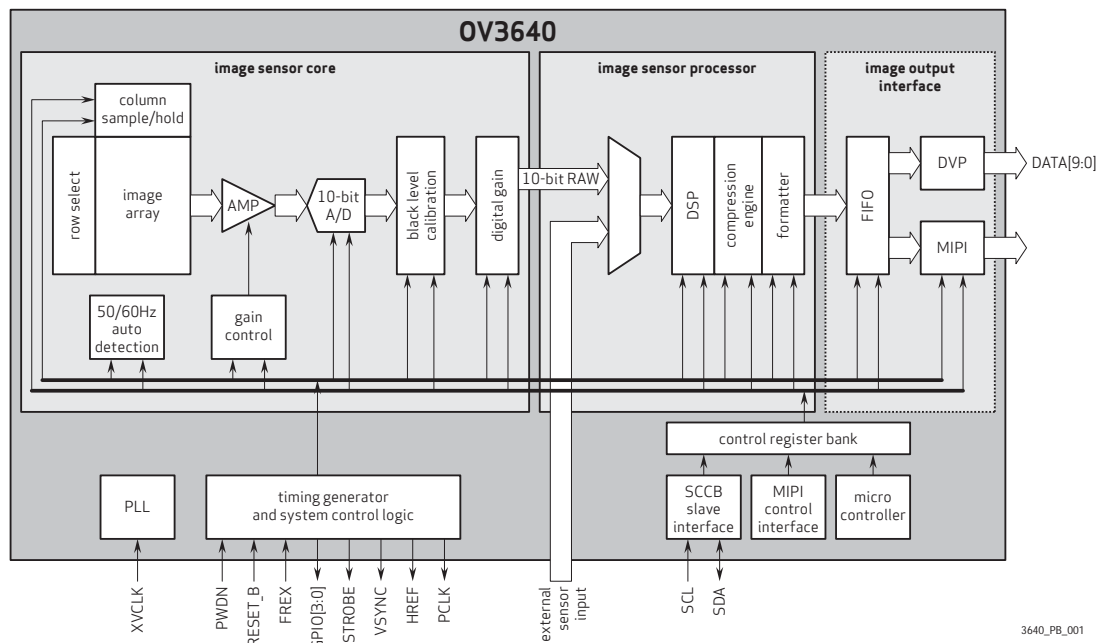 OV3640
image sensor core
image sensor processor
image output
interface
column
sample/hold
row select
image
array
AMP
10-bit
A/D
black level
calibration
digital gain
10-bit RAW
DSP
compression
engine
formatter
FIFO
DVP
MIPI
DATA[9:0]
50/60Hz
auto
detection
gain
control
control register bank
PLL
timing generator
and system control logic
SCCB
slave
interface
MIPI
control
interface
micro
controller
XVCLK
PWDN
RESET_B
FREX
GPIO[3:0]
STROBE
VSYNC
HREF
PCLK
external
sensor
input
SCL
SDA
3640_PB_001